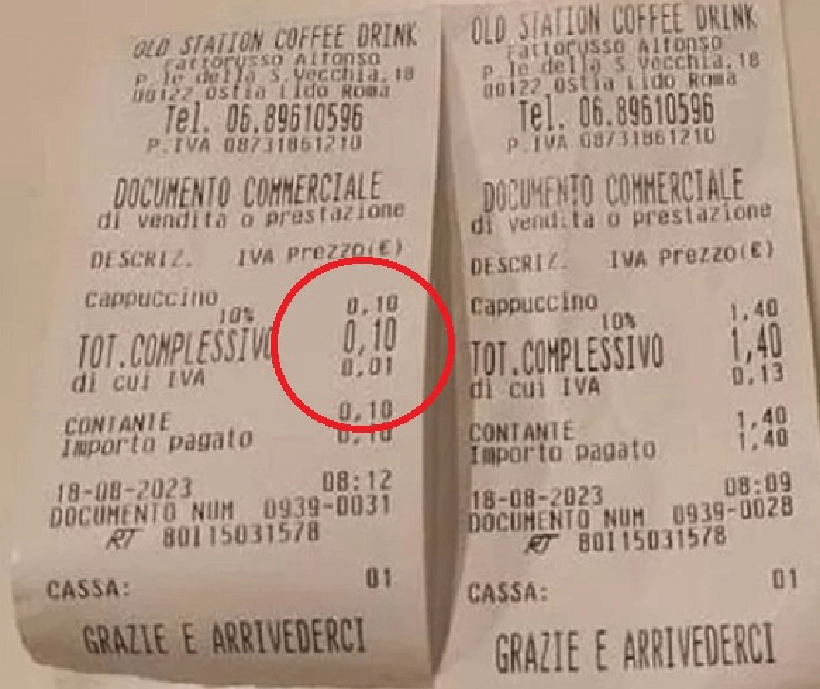 OLD STATION COFFEE DRINK
Fattorusso Alfonso
P.le della S.Vecchia,18
00122 Ostia Lido Roma
Tel. 06.89610596
P.IVA 08731861210
DOCUMENTO COMMERCIALE
di vendita o prestazione
DESCRIZ. IVA Prezzo(€)
Cappuccino 0,10
10%
TOT.COMPLESSIVO 0,10
di cui IVA 0,01
CONTANTE 0,10
Importo pagato 0,10
18-08-2023 08:12
DOCUMENTO NUM 0939-0031
RT 80115031578
CASSA: 01
GRAZIE E ARRIVEDERCI
OLD STATION COFFEE DRINK
Fattorusso Alfonso
P.le della S.Vecchia,18
00122 Ostia Lido Roma
Tel. 06.89610596
P.IVA 08731861210
DOCUMENTO COMMERCIALE
di vendita o prestazione
DESCRIZ. IVA Prezzo(€)
Cappuccino 1,40
10%
TOT.COMPLESSIVO 1,40
di cui IVA 0,13
CONTANTE 1,40
Importo pagato 1,40
18-08-2023 08:09
DOCUMENTO NUM 0939-0028
RT 80115031578
CASSA: 01
GRAZIE E ARRIVEDERCI